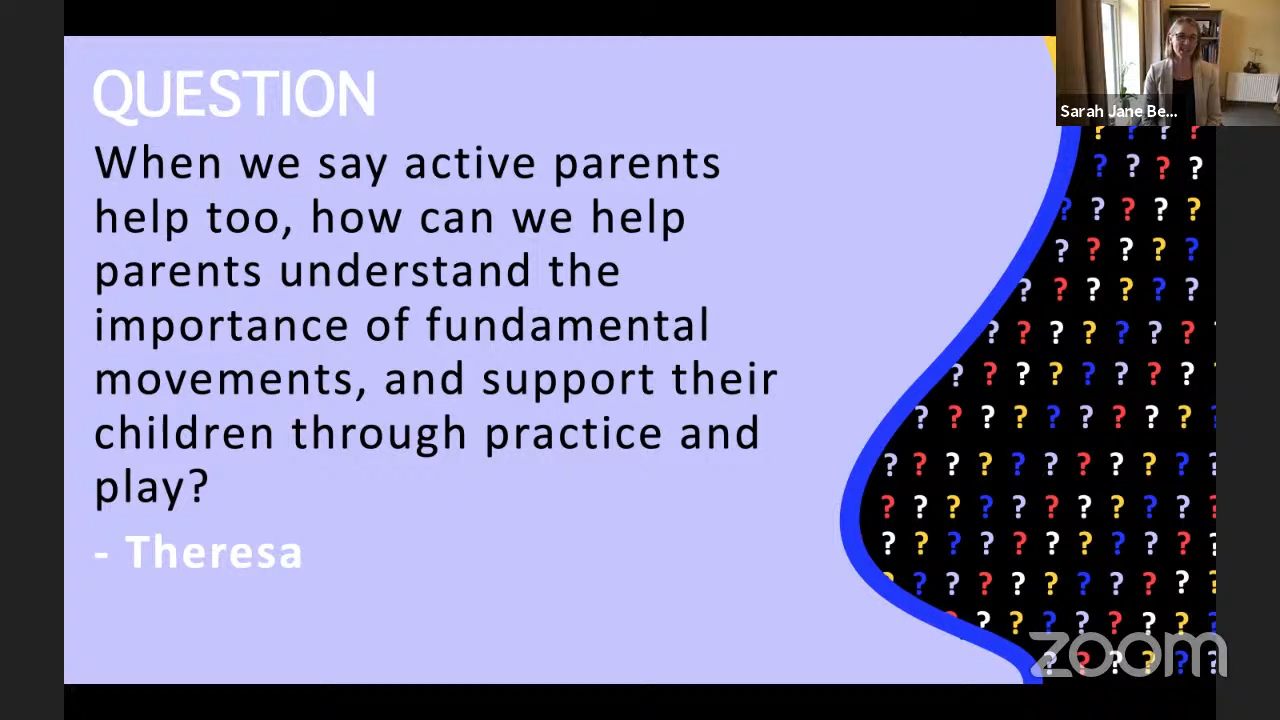 QUESTION
When we say active parents
help too, how can we help
parents understand the
importance of fundamental
movements, and support their
children through practice and
play?
- Theresa
Sarah Jane Be...
zoom